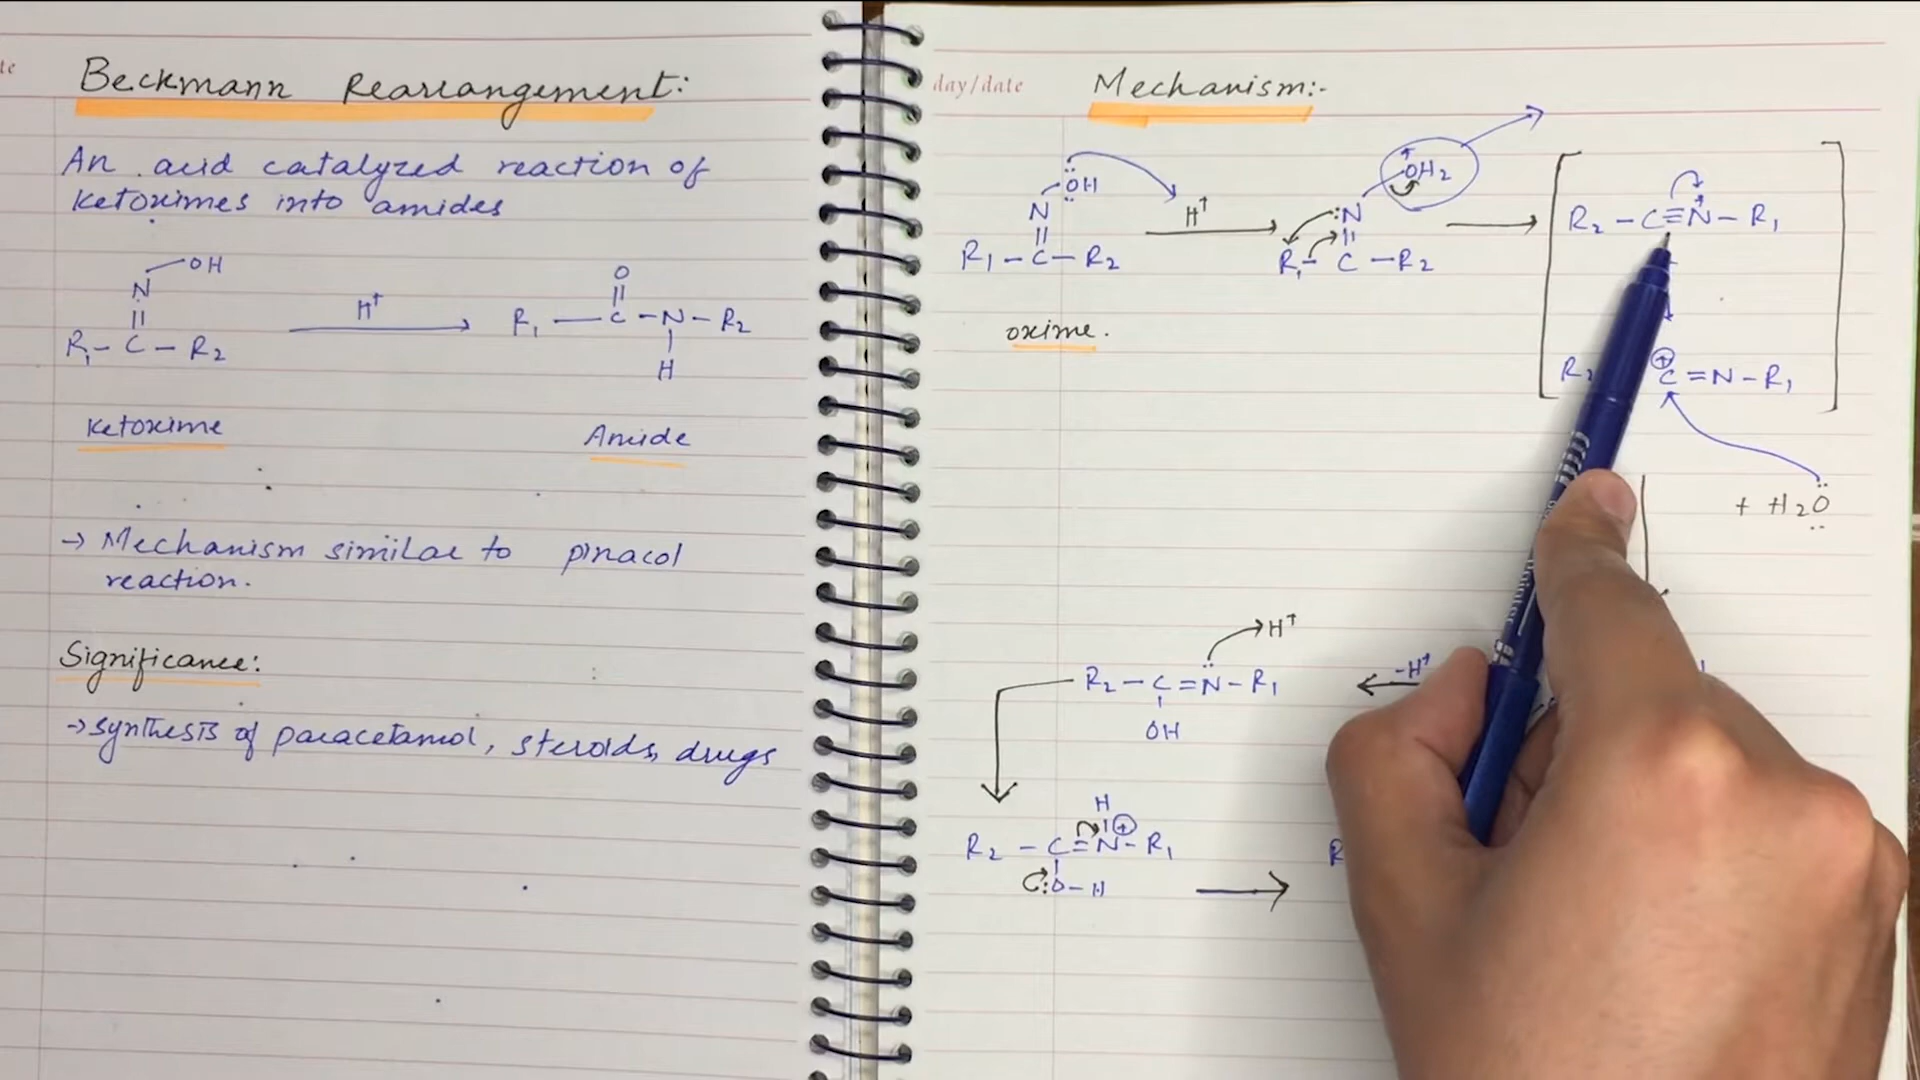 te
Beckmann Rearrangement:
An acid catalyzed reaction of
ketoximes into amides
OH
N
||
R₁ – C – R₂
H⁺
O
||
R₁ — C – N – R₂
|
H
Ketoxime
Amide
→ Mechanism similar to pinacol
reaction.
Significance:
→ synthesis of paracetamol, steroids, drugs
day/date
Mechanism:-
:OH
N
||
R₁ – C – R₂
H⁺
OH₂
:N
||
R₁ – C – R₂
R₂ – C ≡ N – R₁
C = N – R₁
oxime.
+ H₂O
H⁺
R₂ – C = N – R₁
OH
-H⁺
H
R₂ – C = N – R₁
:O – H